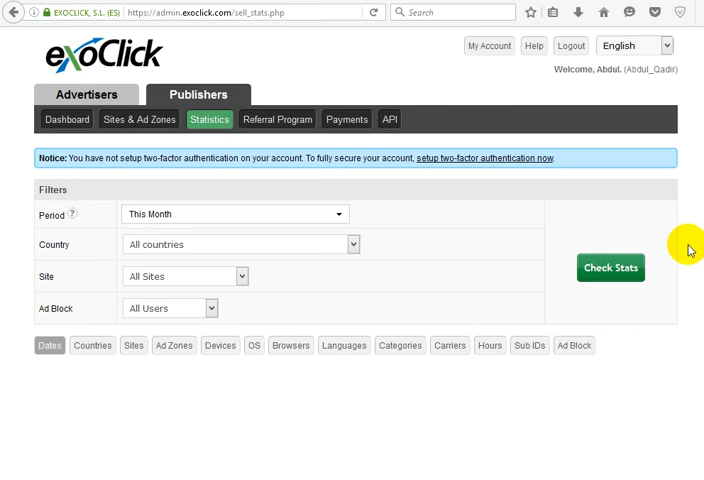 EXOCLICK, S.L. (ES) https://admin.exoclick.com/sell_stats.php Search
exoClick My Account Help Logout English
Welcome, Abdul. (Abdul_Qadir)
Advertisers Publishers
Dashboard Sites & Ad Zones Statistics Referral Program Payments API
Notice: You have not setup two-factor authentication on your account. To fully secure your account, setup two-factor authentication now.
Filters
Period ? This Month
Country All countries
Check Stats
Site All Sites
Ad Block All Users
Dates Countries Sites Ad Zones Devices OS Browsers Languages Categories Carriers Hours Sub IDs Ad Block